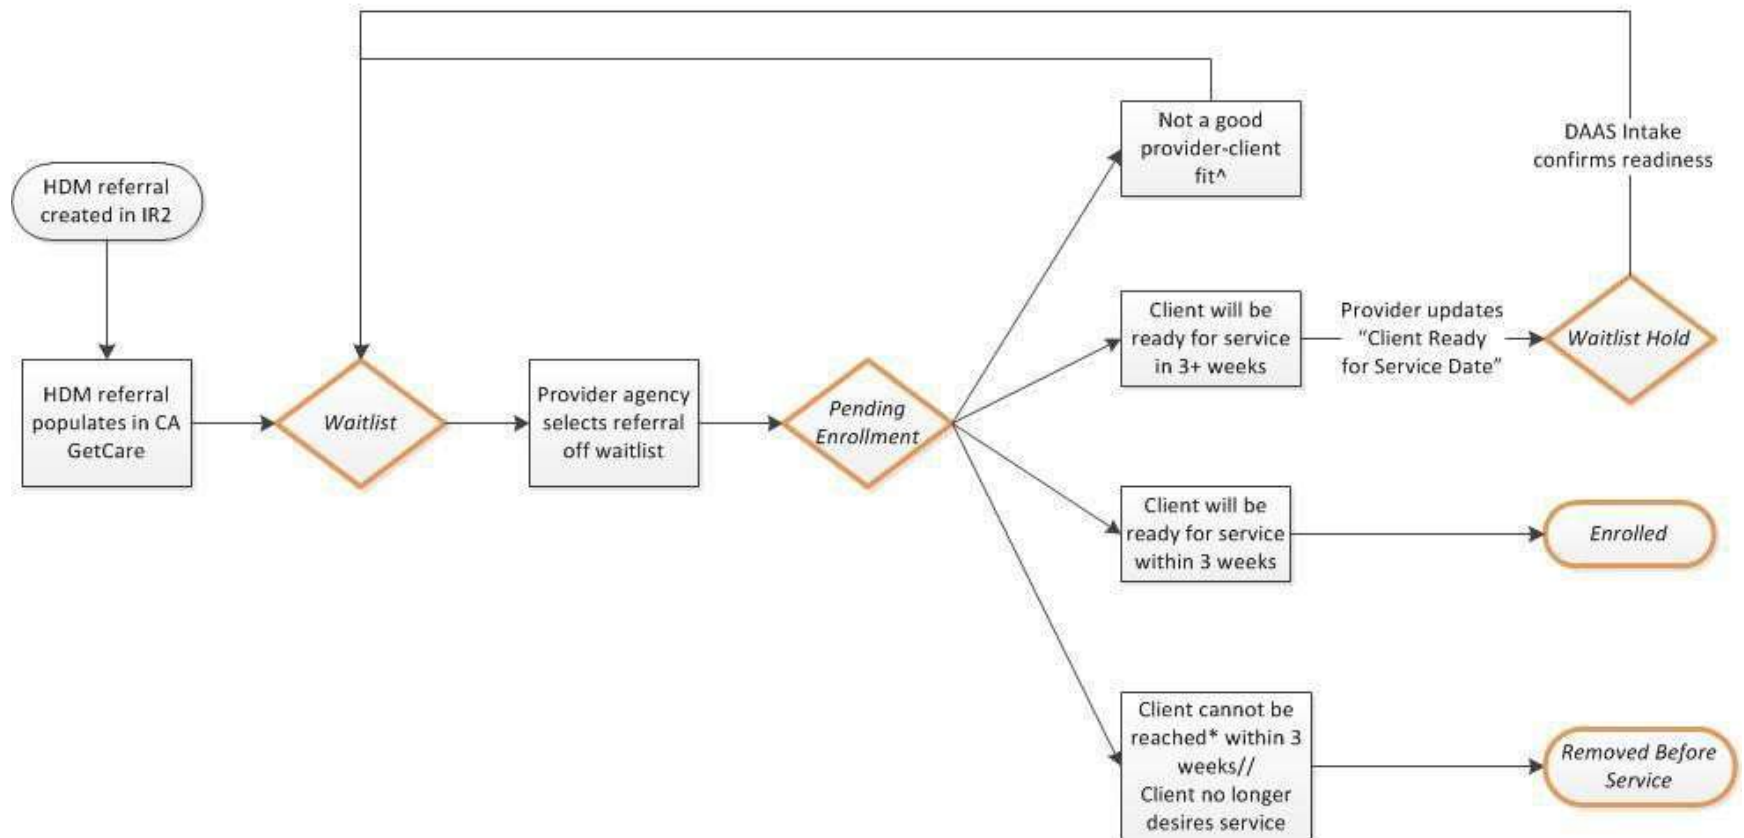 HDM referral
created in IR2
HDM referral
populates in CA
GetCare
Waitlist
Provider agency
selects referral
off waitlist
Pending
Enrollment
Not a good
provider-client
fit^
Client will be
ready for service
in 3+ weeks
Provider updates
“Client Ready
for Service Date”
Waitlist Hold
DAAS Intake
confirms readiness
Client will be
ready for service
within 3 weeks
Enrolled
Client cannot be
reached* within 3
weeks//
Client no longer
desires service
Removed Before
Service